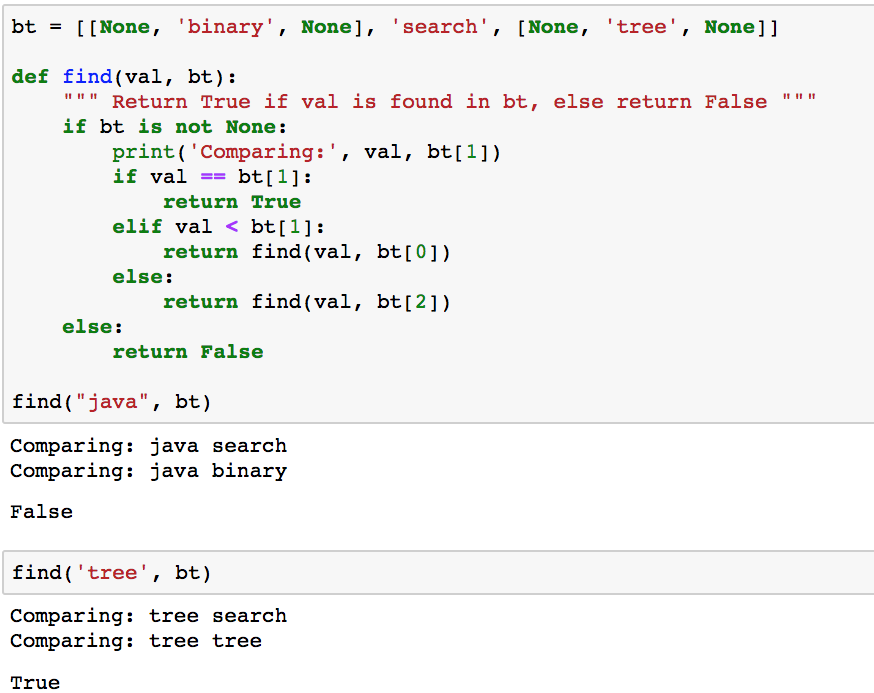 bt = [[None, 'binary', None], 'search', [None, 'tree', None]]
def find(val, bt):
    """ Return True if val is found in bt, else return False """
    if bt is not None:
        print('Comparing:', val, bt[1])
        if val == bt[1]:
            return True
        elif val < bt[1]:
            return find(val, bt[0])
        else:
            return find(val, bt[2])
    else:
        return False
find("java", bt)
Comparing: java search
Comparing: java binary
False
find('tree', bt)
Comparing: tree search
Comparing: tree tree
True